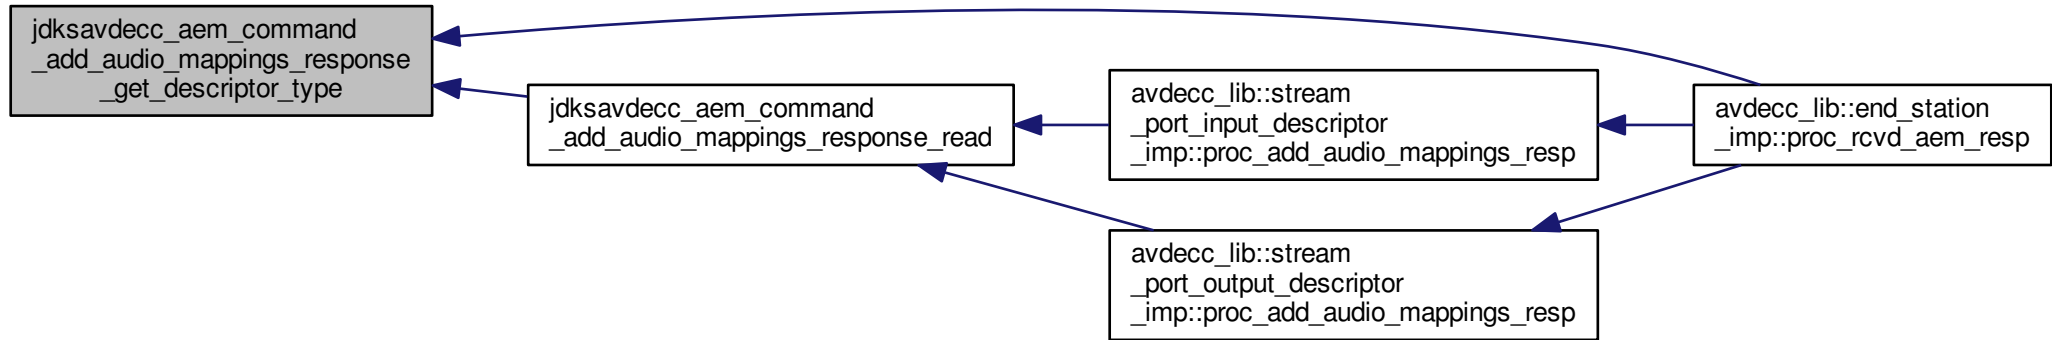 jdksavdecc_aem_command
_add_audio_mappings_response
_get_descriptor_type
jdksavdecc_aem_command
_add_audio_mappings_response_read
avdecc_lib::stream
_port_input_descriptor
_imp::proc_add_audio_mappings_resp
avdecc_lib::end_station
_imp::proc_rcvd_aem_resp
avdecc_lib::stream
_port_output_descriptor
_imp::proc_add_audio_mappings_resp